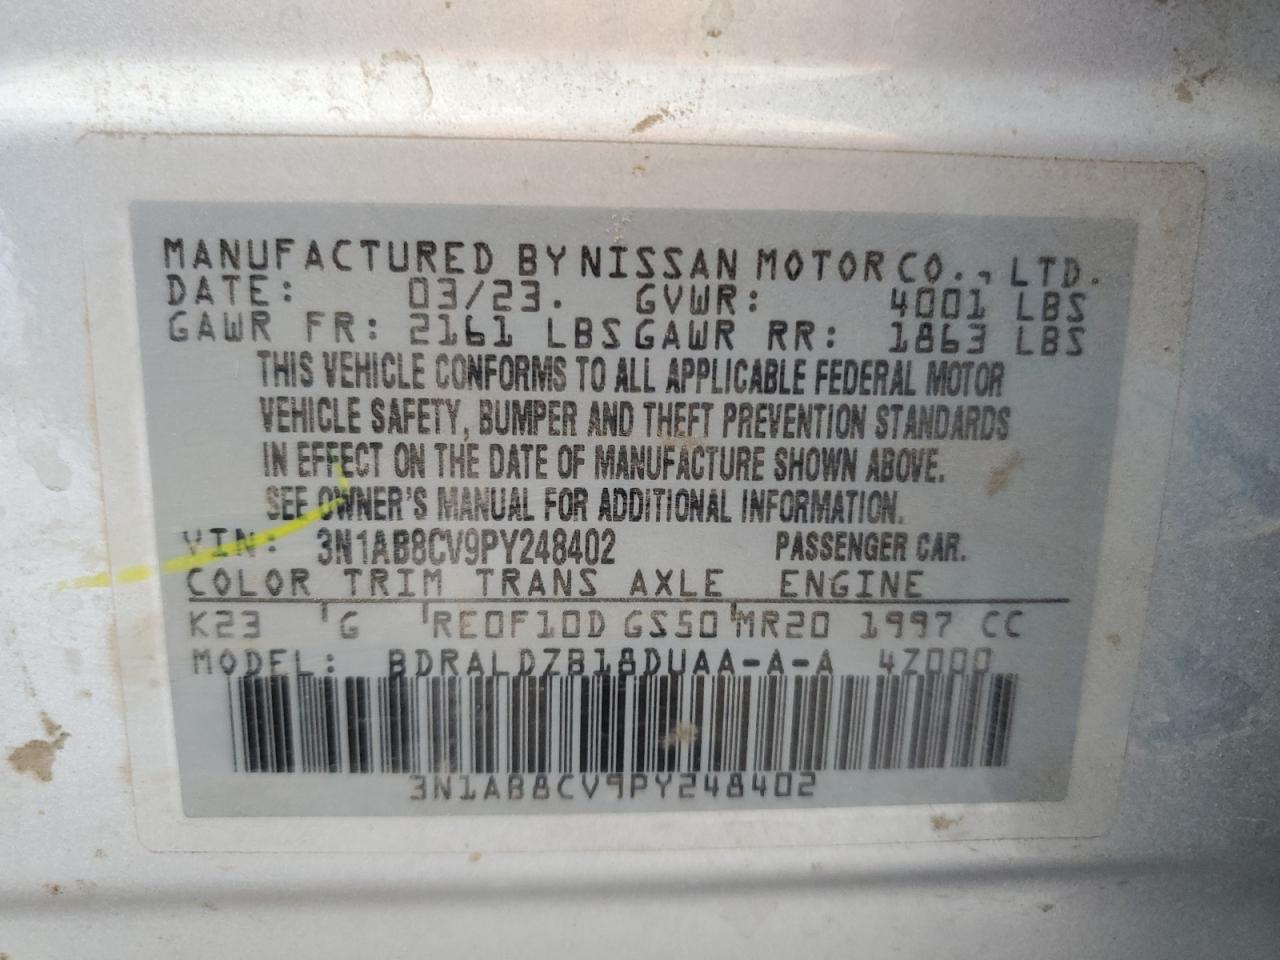 MANUFACTURED BY NISSAN MOTOR CO., LTD.
DATE: 03/23. GVWR: 4001 LBS
GAWR FR: 2161 LBS GAWR RR: 1863 LBS
THIS VEHICLE CONFORMS TO ALL APPLICABLE FEDERAL MOTOR
VEHICLE SAFETY, BUMPER AND THEFT PREVENTION STANDARDS
IN EFFECT ON THE DATE OF MANUFACTURE SHOWN ABOVE.
SEE OWNER'S MANUAL FOR ADDITIONAL INFORMATION.
VIN: 3N1AB8CV9PY248402 PASSENGER CAR.
COLOR TRIM TRANS AXLE ENGINE
K23 G RE0F10D GS50 MR20 1997 CC
MODEL: BDRALDZB18DUAA-A-A 4Z000
3N1AB8CV9PY248402